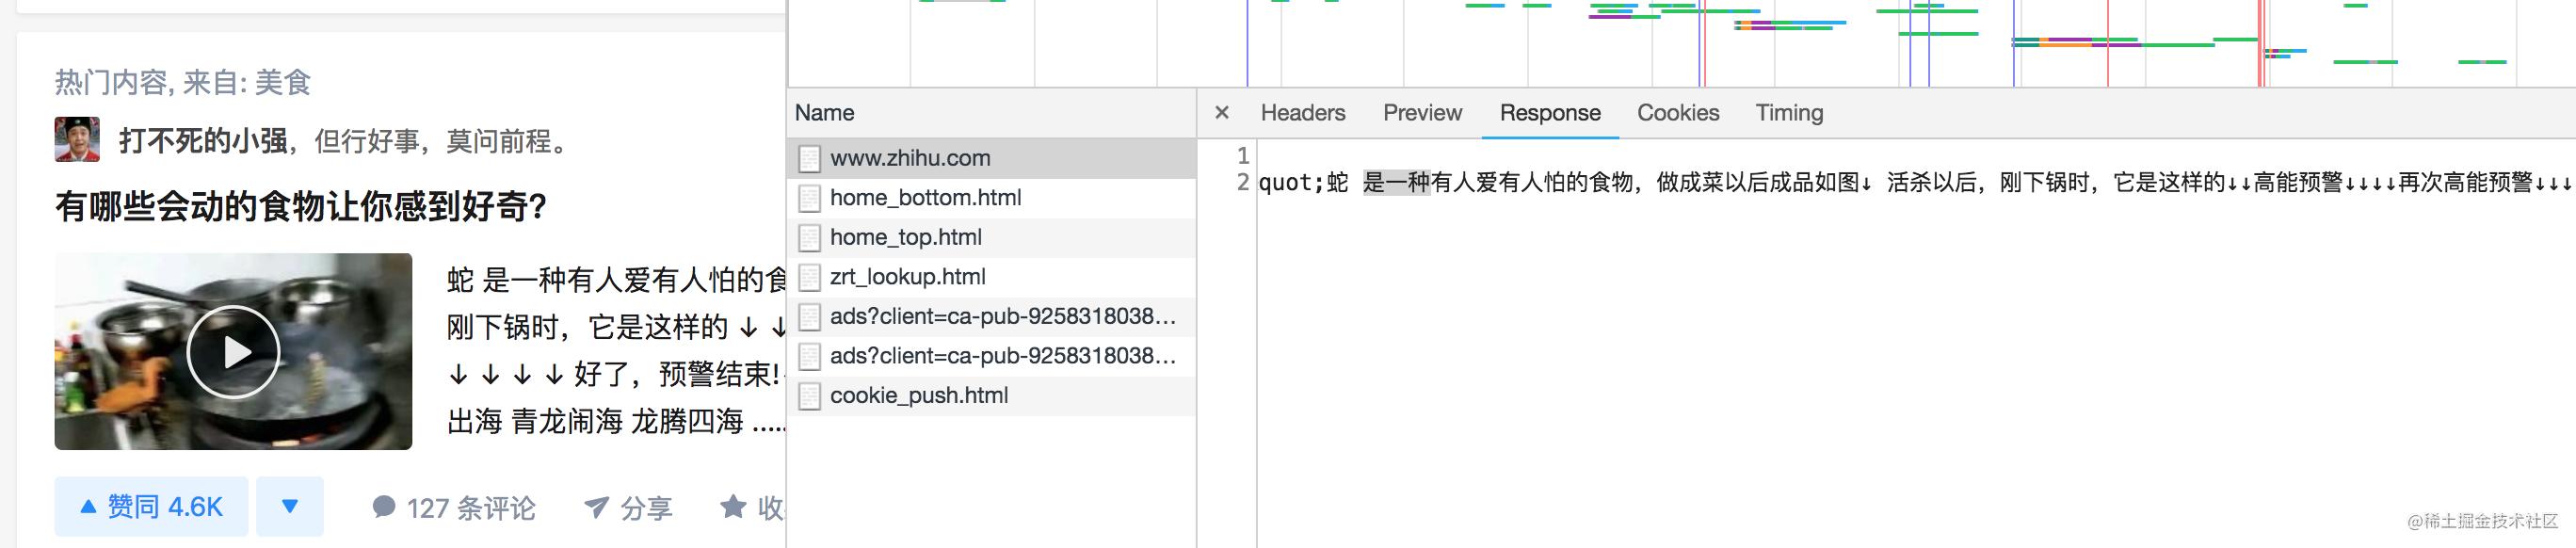 热门内容, 来自: 美食
打不死的小强，但行好事，莫问前程。
有哪些会动的食物让你感到好奇？
蛇 是一种有人爱有人怕的食
刚下锅时，它是这样的 ↓ ↓
↓ ↓ ↓ ↓ 好了，预警结束!
出海 青龙闹海 龙腾四海 .....
赞同 4.6K
127 条评论
分享
收
Name
www.zhihu.com
home_bottom.html
home_top.html
zrt_lookup.html
ads?client=ca-pub-9258318038...
ads?client=ca-pub-9258318038...
cookie_push.html
× Headers Preview Response Cookies Timing
1
2 quot;蛇 是一种有人爱有人怕的食物，做成菜以后成品如图↓ 活杀以后，刚下锅时，它是这样的↓↓高能预警↓↓↓↓再次高能预警↓↓↓
@稀土掘金技术社区